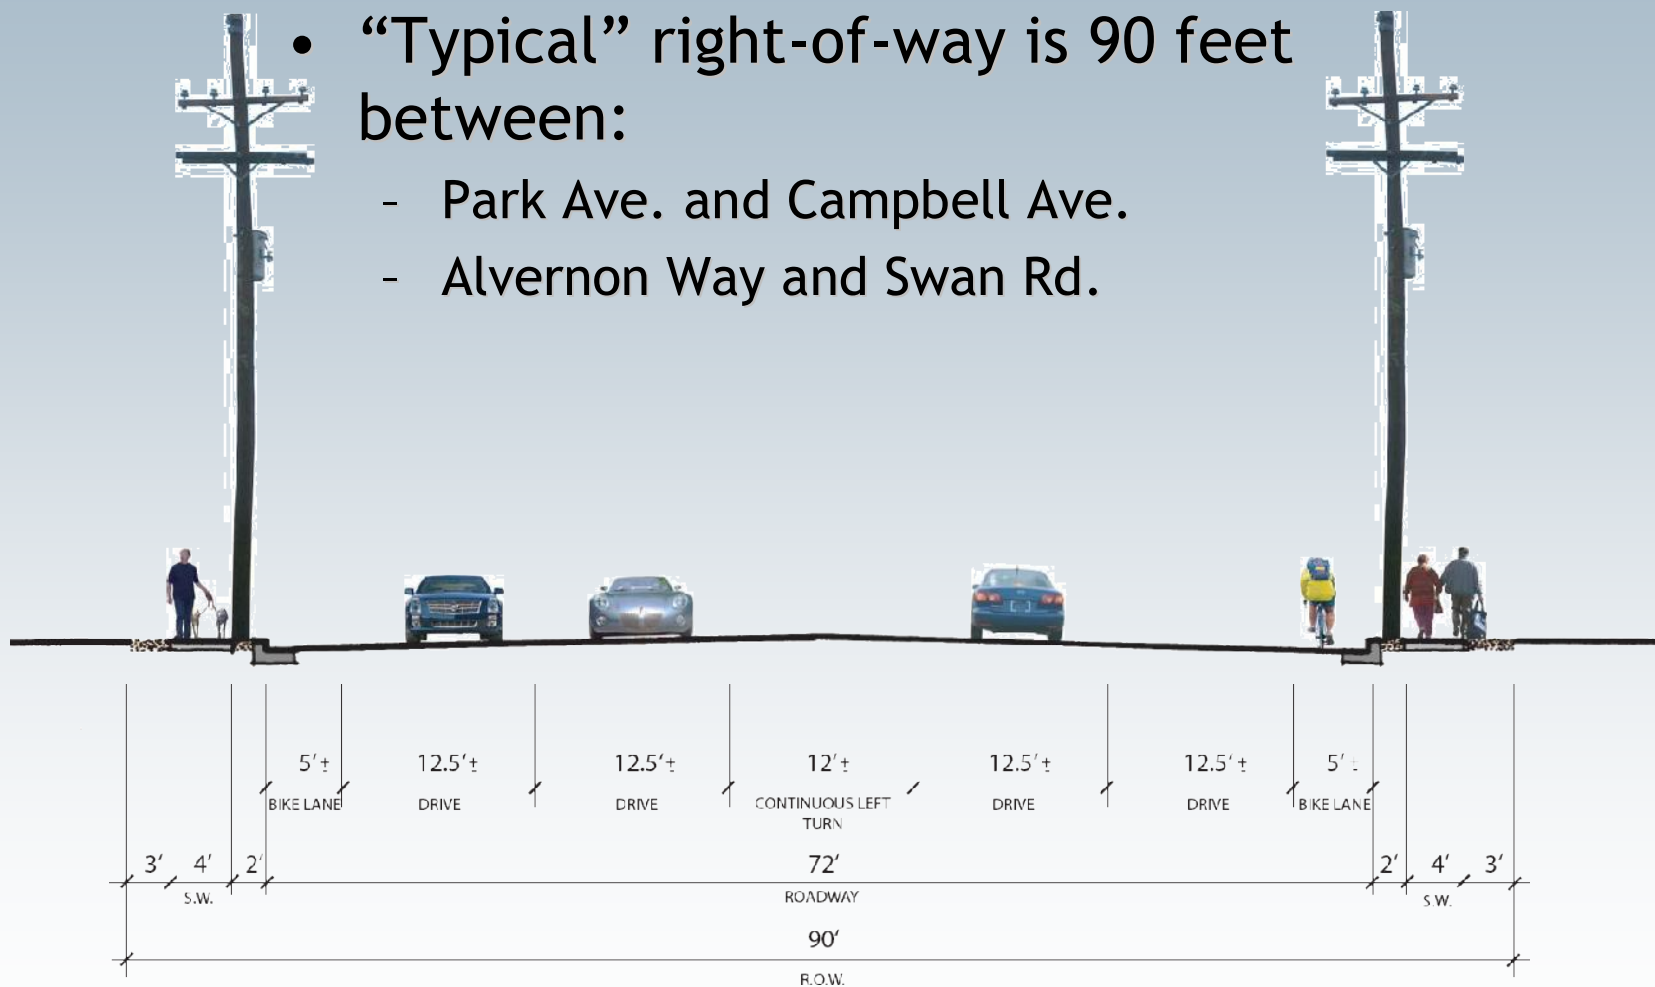 • “Typical” right-of-way is 90 feet
between:
– Park Ave. and Campbell Ave.
– Alvernon Way and Swan Rd.
5'± 12.5'± 12.5'± 12'± 12.5'± 12.5'± 5'±
BIKE LANE DRIVE DRIVE CONTINUOUS LEFT DRIVE DRIVE BIKE LANE
TURN
3' 4' 2' 72' 2' 4' 3'
S.W. ROADWAY S.W.
90'
R.O.W.